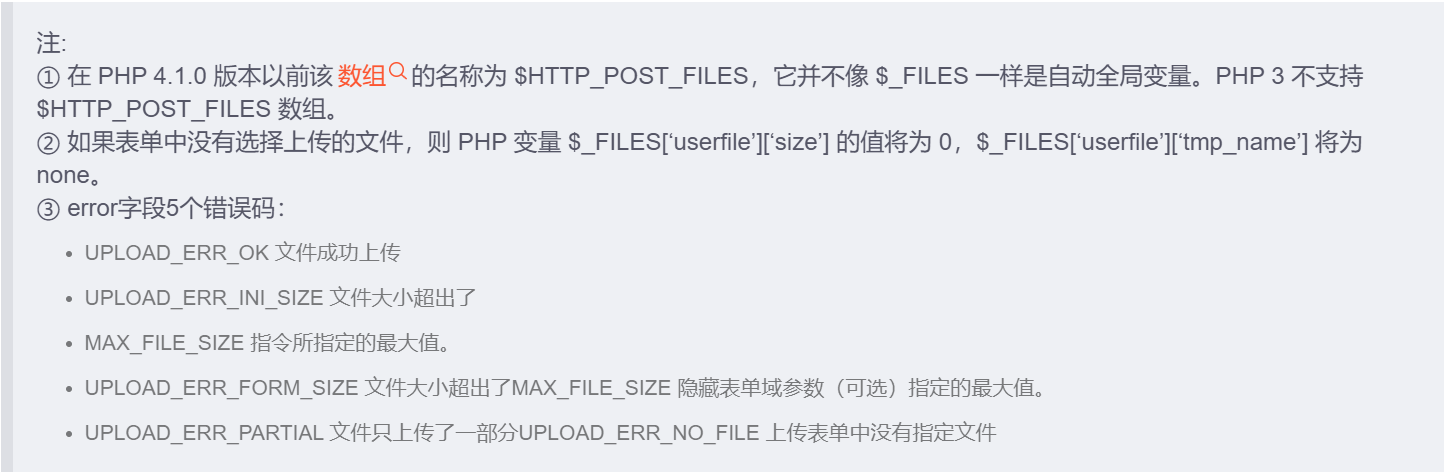 注:
① 在 PHP 4.1.0 版本以前该 数组 的名称为 $HTTP_POST_FILES，它并不像 $_FILES 一样是自动全局变量。PHP 3 不支持
$HTTP_POST_FILES 数组。
② 如果表单中没有选择上传的文件，则 PHP 变量 $_FILES[‘userfile’][‘size’] 的值将为 0，$_FILES[‘userfile’][‘tmp_name’] 将为
none。
③ error字段5个错误码：
• UPLOAD_ERR_OK 文件成功上传
• UPLOAD_ERR_INI_SIZE 文件大小超出了
• MAX_FILE_SIZE 指令所指定的最大值。
• UPLOAD_ERR_FORM_SIZE 文件大小超出了MAX_FILE_SIZE 隐藏表单域参数（可选）指定的最大值。
• UPLOAD_ERR_PARTIAL 文件只上传了一部分UPLOAD_ERR_NO_FILE 上传表单中没有指定文件